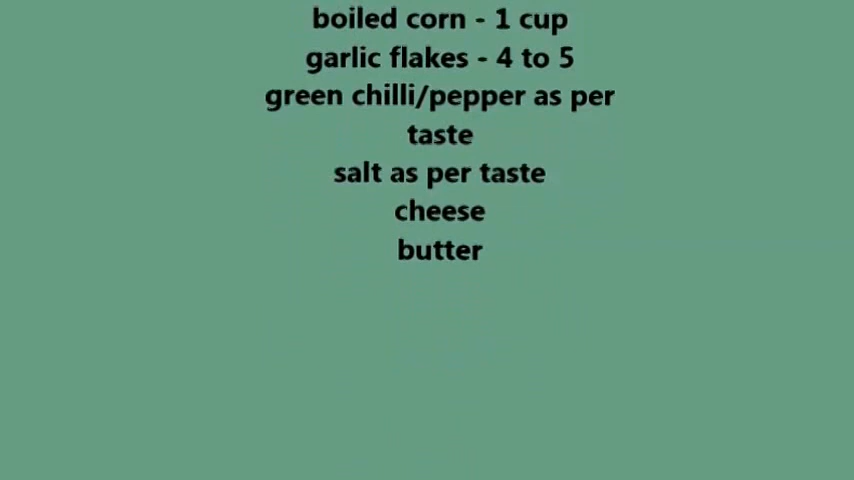 boiled corn - 1 cup
garlic flakes - 4 to 5
green chilli/pepper as per
taste
salt as per taste
cheese
butter